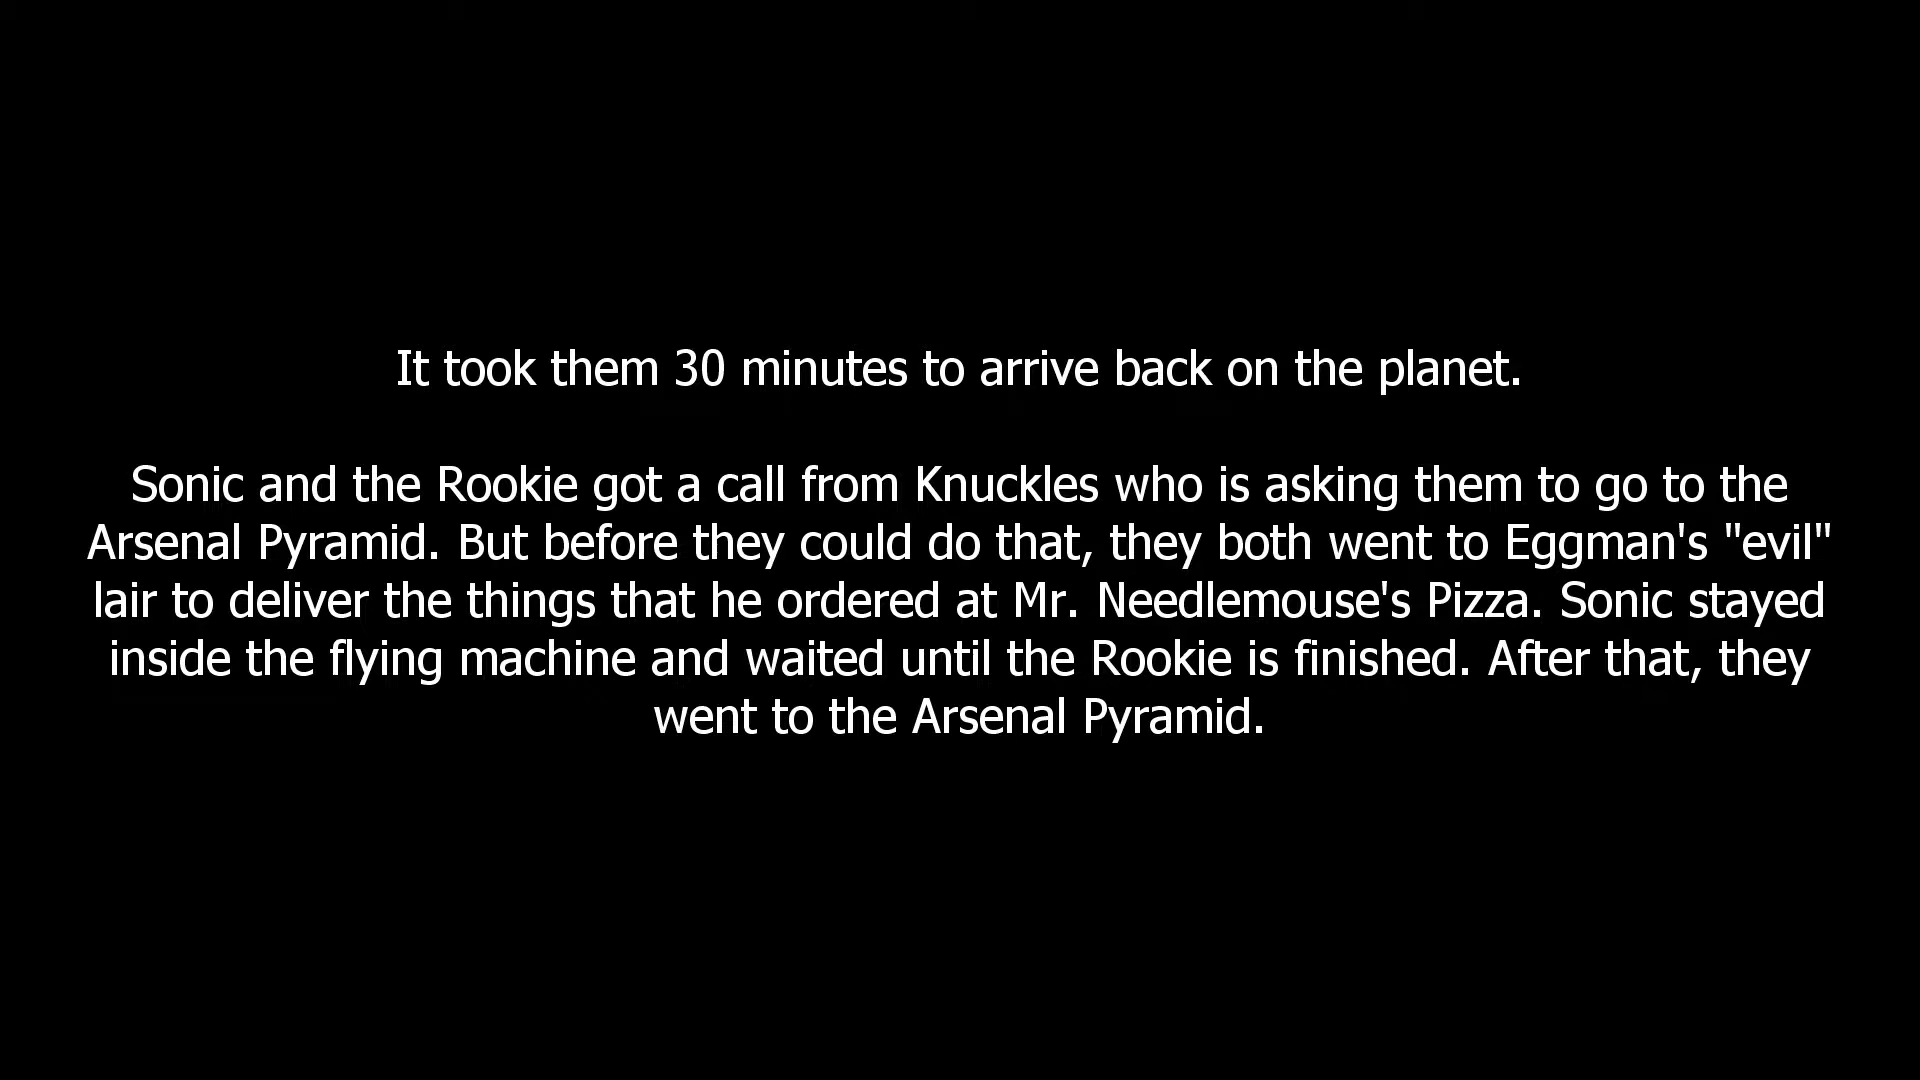 It took them 30 minutes to arrive back on the planet.
Sonic and the Rookie got a call from Knuckles who is asking them to go to the
Arsenal Pyramid. But before they could do that, they both went to Eggman's "evil"
lair to deliver the things that he ordered at Mr. Needlemouse's Pizza. Sonic stayed
inside the flying machine and waited until the Rookie is finished. After that, they
went to the Arsenal Pyramid.